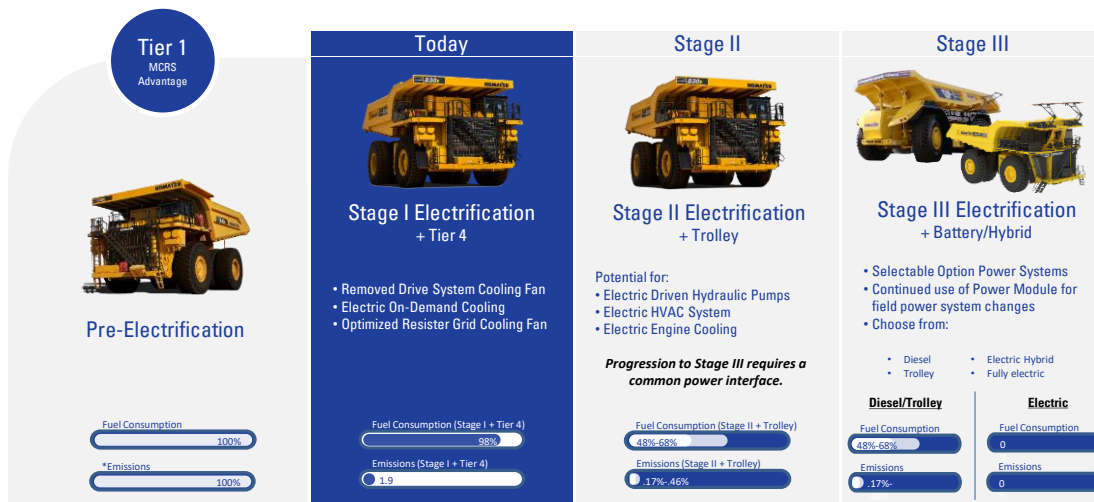 Tier 1
MCRS
Advantage
Pre-Electrification
Fuel Consumption
100%
*Emissions
100%
Today
830E
KOMATSU
Stage I Electrification
+ Tier 4
• Removed Drive System Cooling Fan
• Electric On-Demand Cooling
• Optimized Resister Grid Cooling Fan
Fuel Consumption (Stage I + Tier 4)
98%
Emissions (Stage I + Tier 4)
1.9
Stage II
830E
KOMATSU
Stage II Electrification
+ Trolley
Potential for:
• Electric Driven Hydraulic Pumps
• Electric HVAC System
• Electric Engine Cooling
Progression to Stage III requires a
common power interface.
Fuel Consumption (Stage II + Trolley)
48%-68%
Emissions (Stage II + Trolley)
.17%-.46%
Stage III
Stage III Electrification
+ Battery/Hybrid
• Selectable Option Power Systems
• Continued use of Power Module for
field power system changes
• Choose from:
• Diesel
• Trolley
• Electric Hybrid
• Fully electric
Diesel/Trolley
Fuel Consumption
48%-68%
Emissions
.17%-
Electric
Fuel Consumption
0
Emissions
0